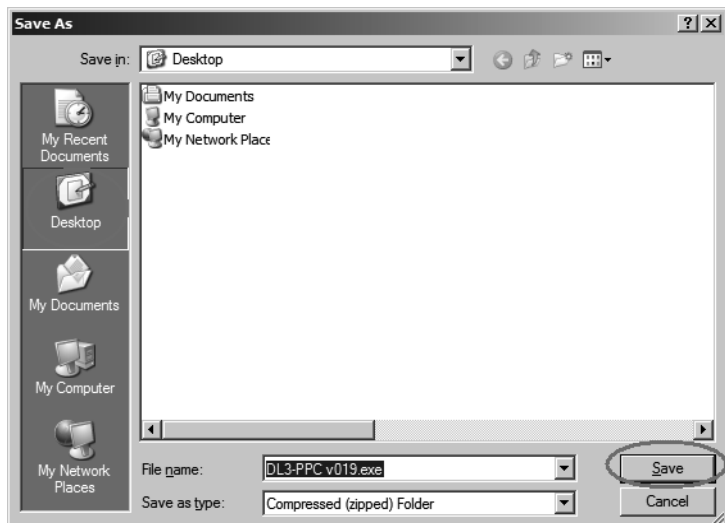 Save As
Save in: Desktop
My Documents
My Computer
My Network Place
My Recent
Documents
Desktop
My Documents
My Computer
My Network
Places
File name: DL3-PPC v019.exe Save
Save as type: Compressed (zipped) Folder Cancel